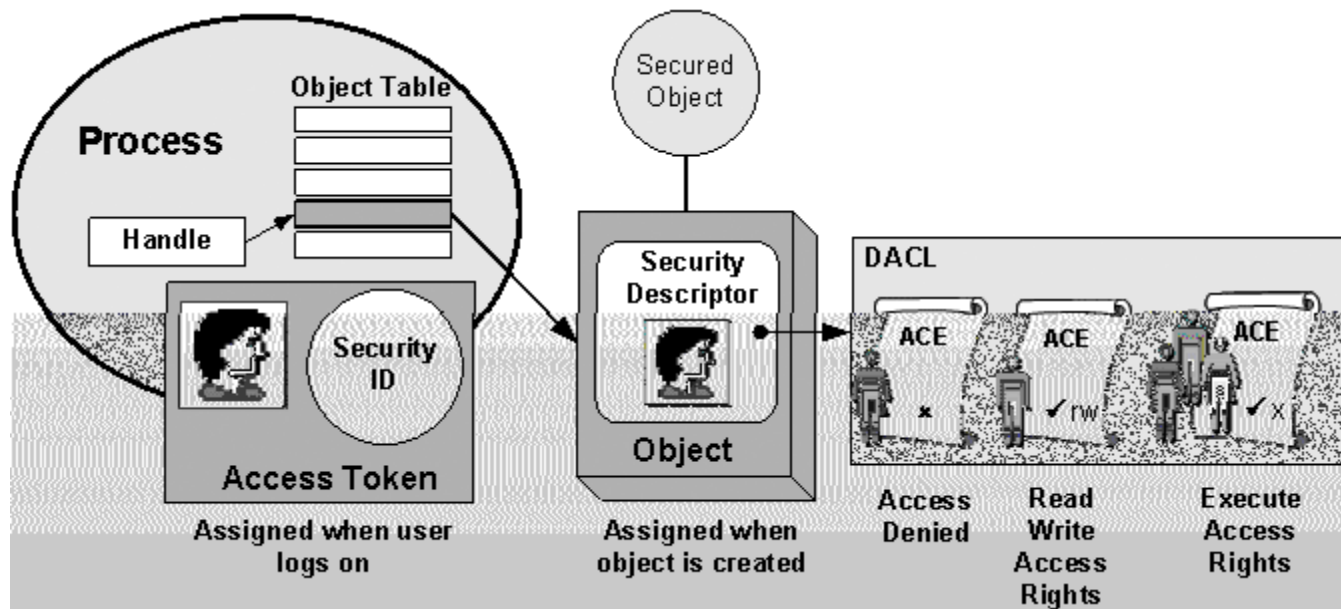 Process
Object Table
Handle
Security
ID
Access Token
Assigned when user
logs on
Secured
Object
Security
Descriptor
Object
Assigned when
object is created
DACL
ACE
x
Access
Denied
ACE
✓ rw
Read
Write
Access
Rights
ACE
✓ x
Execute
Access
Rights